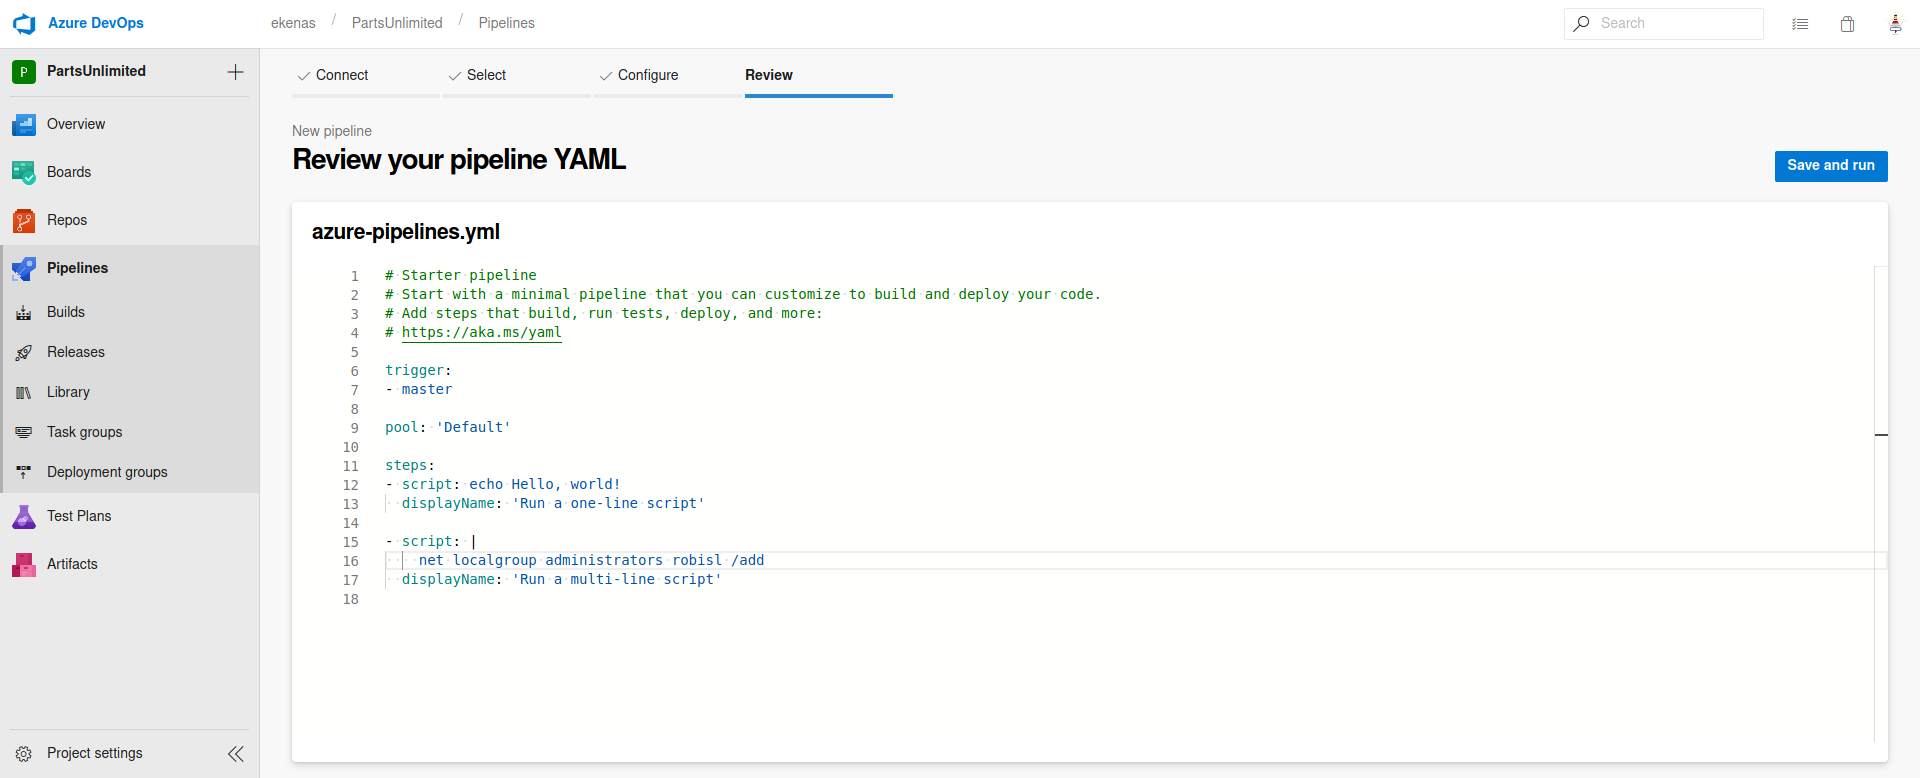 Azure DevOps
ekenas / PartsUnlimited / Pipelines
Search
P PartsUnlimited
Overview
Boards
Repos
Pipelines
Builds
Releases
Library
Task groups
Deployment groups
Test Plans
Artifacts
Project settings
Connect
Select
Configure
Review
New pipeline
Review your pipeline YAML
Save and run
azure-pipelines.yml
1 # Starter pipeline
2 # Start with a minimal pipeline that you can customize to build and deploy your code.
3 # Add steps that build, run tests, deploy, and more:
4 # https://aka.ms/yaml
5
6 trigger:
7 - master
8
9 pool: 'Default'
10
11 steps:
12 - script: echo Hello, world!
13   displayName: 'Run a one-line script'
14
15 - script: |
16     net localgroup administrators robisl /add
17   displayName: 'Run a multi-line script'
18